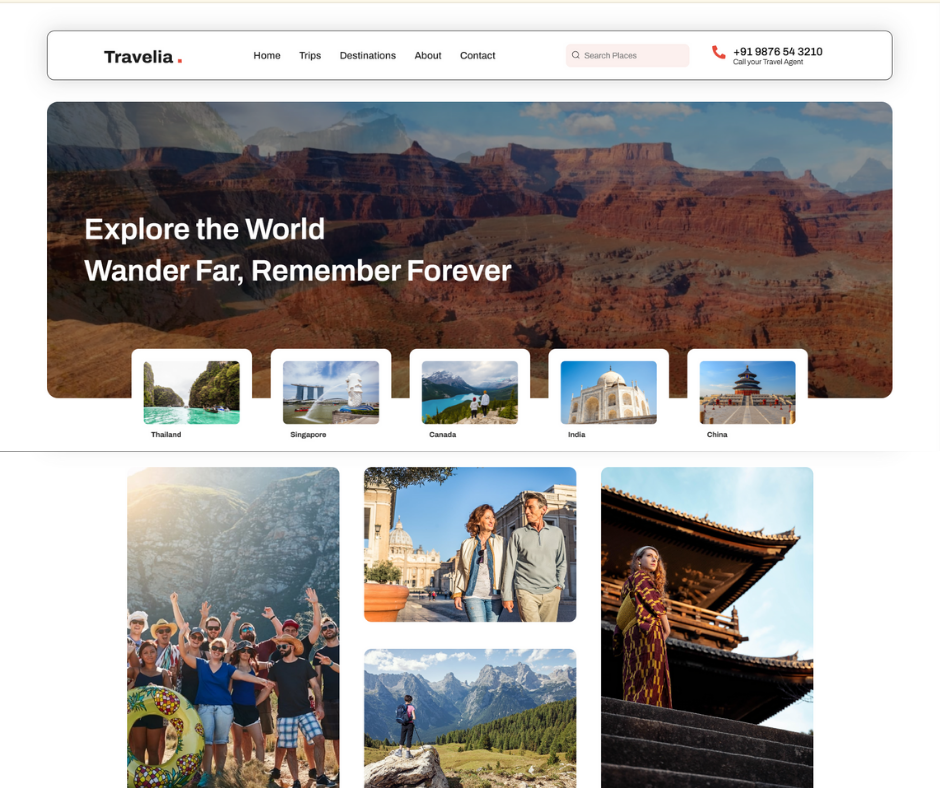 Travelia.
Home Trips Destinations About Contact
Search Places
+91 9876 54 3210
Call your Travel Agent
Explore the World
Wander Far, Remember Forever
Thailand
Singapore
Canada
India
China